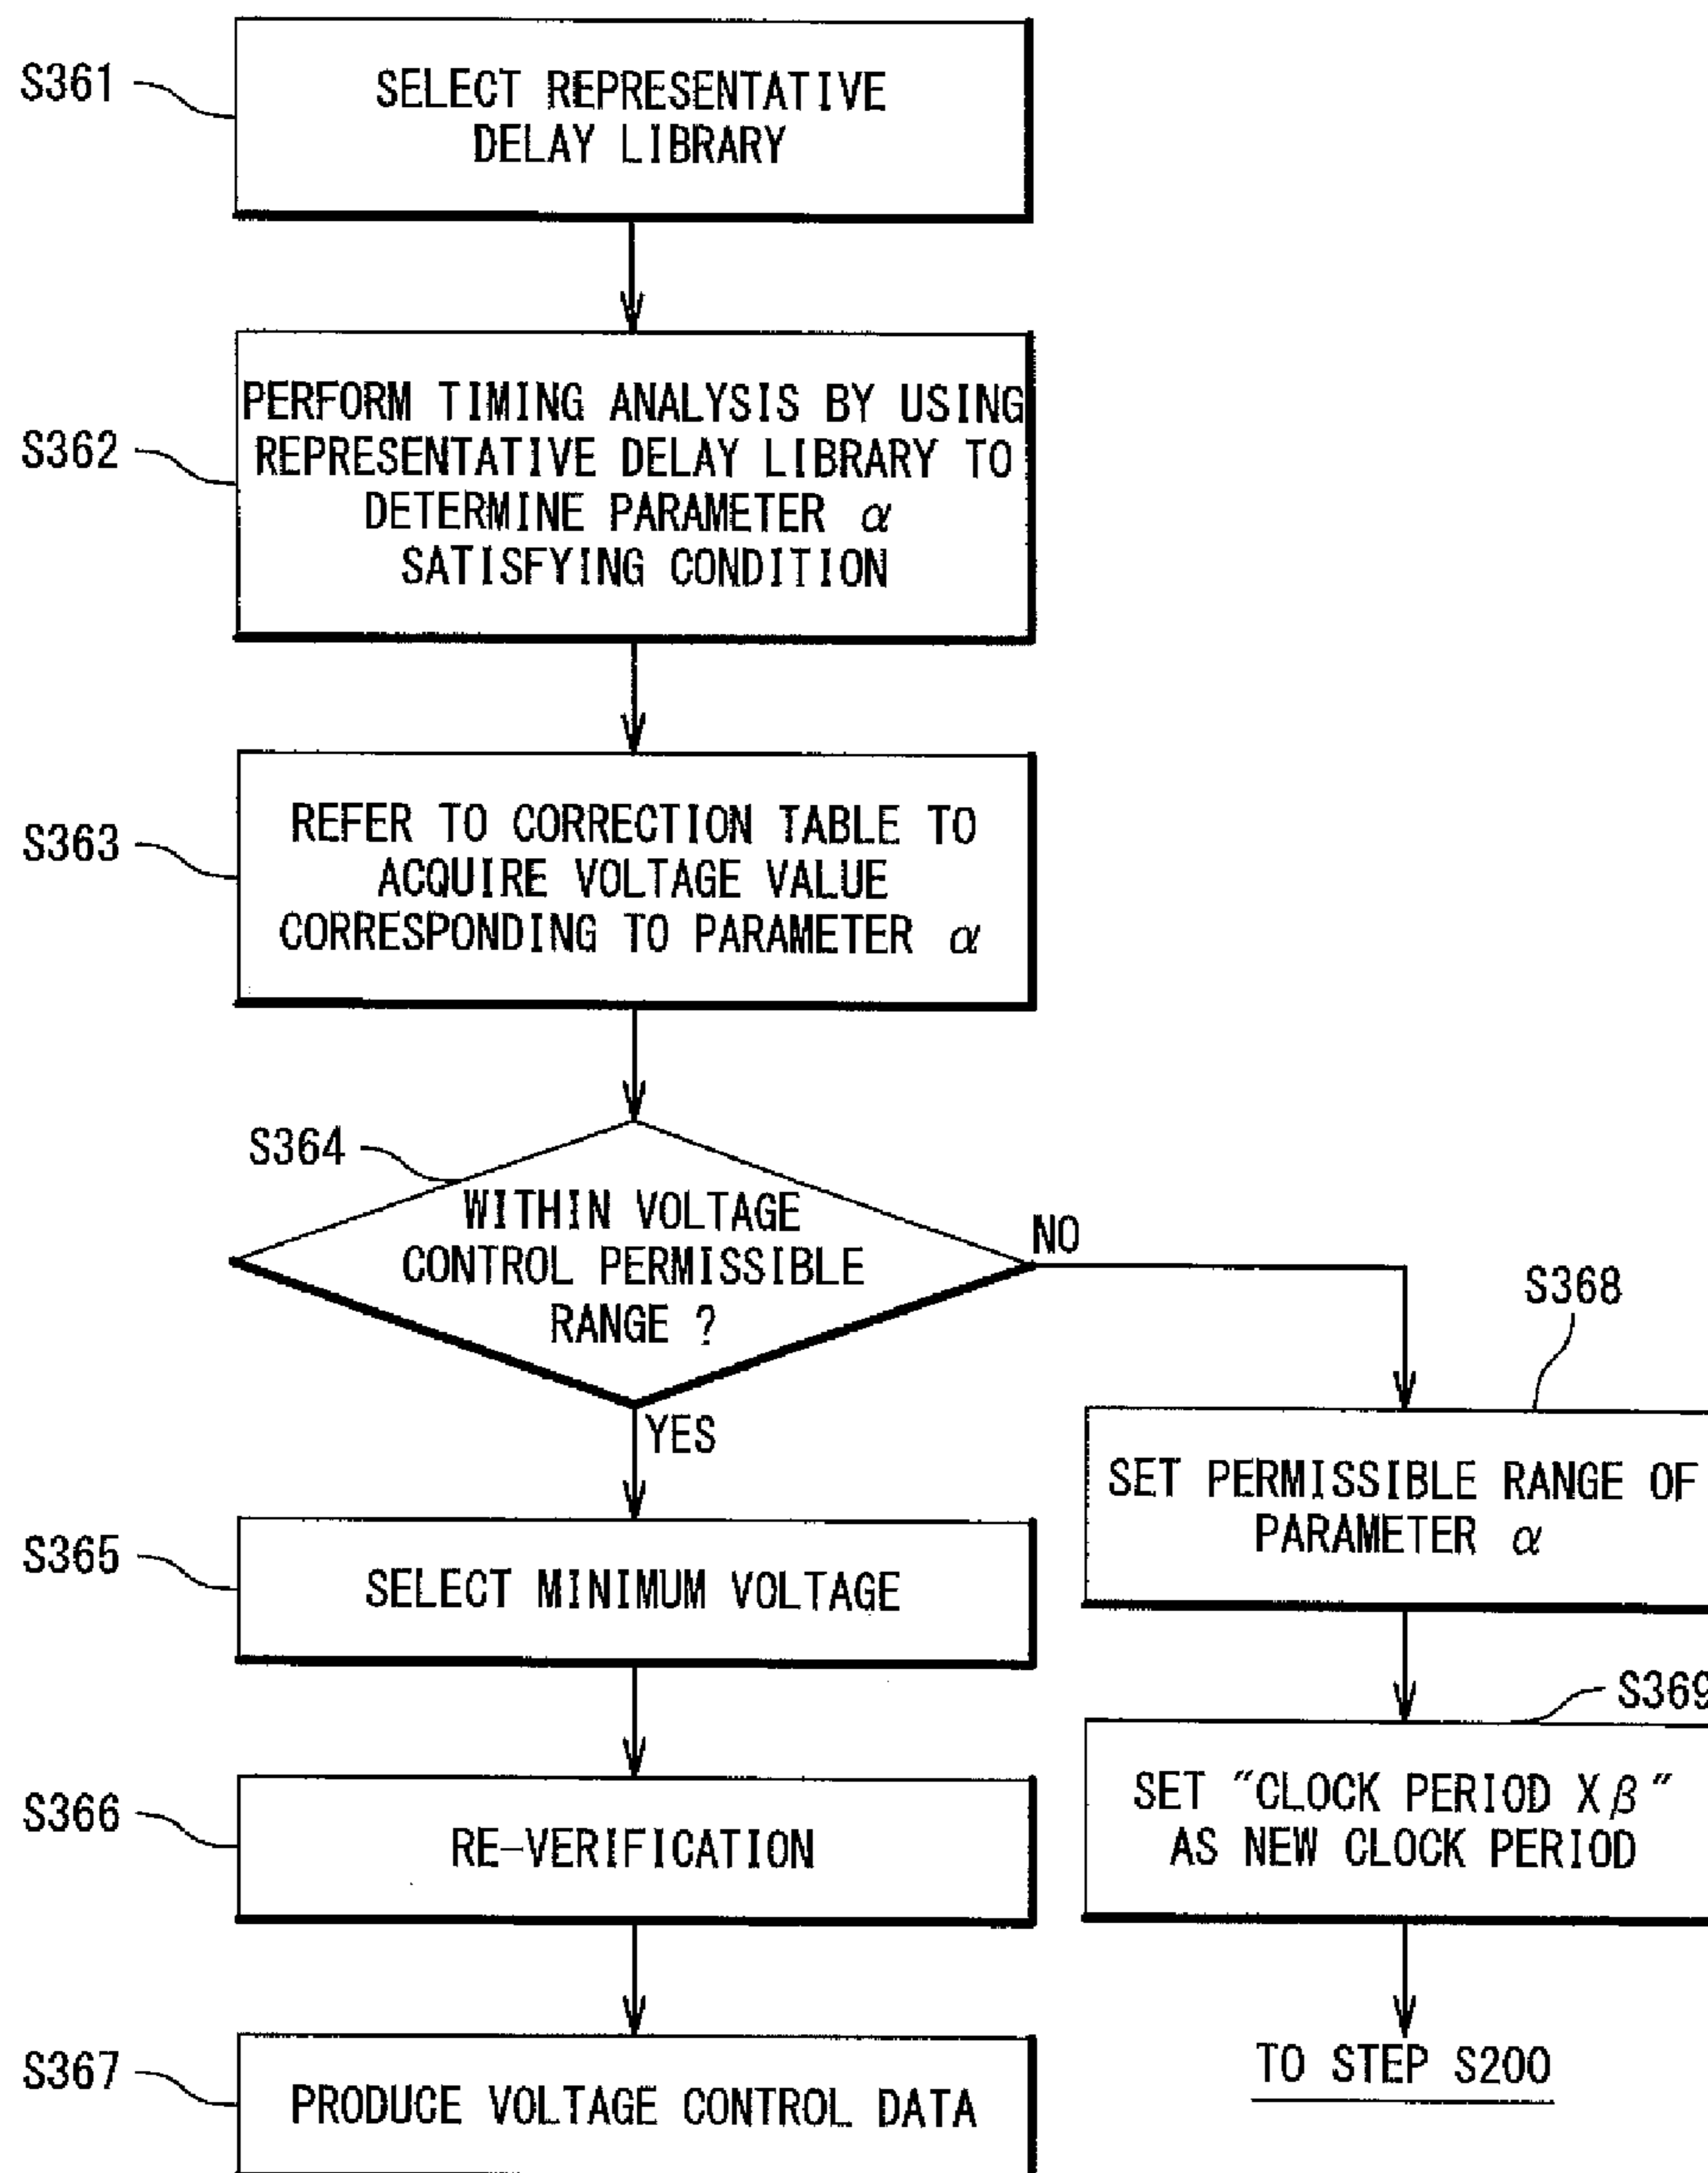 S361
SELECT REPRESENTATIVE
DELAY LIBRARY
S362
PERFORM TIMING ANALYSIS BY USING
REPRESENTATIVE DELAY LIBRARY TO
DETERMINE PARAMETER α
SATISFYING CONDITION
S363
REFER TO CORRECTION TABLE TO
ACQUIRE VOLTAGE VALUE
CORRESPONDING TO PARAMETER α
S364
WITHIN VOLTAGE
CONTROL PERMISSIBLE
RANGE ?
NO
YES
S365
SELECT MINIMUM VOLTAGE
S366
RE-VERIFICATION
S367
PRODUCE VOLTAGE CONTROL DATA
S368
SET PERMISSIBLE RANGE OF
PARAMETER α
S369
SET "CLOCK PERIOD X β"
AS NEW CLOCK PERIOD
TO STEP S200